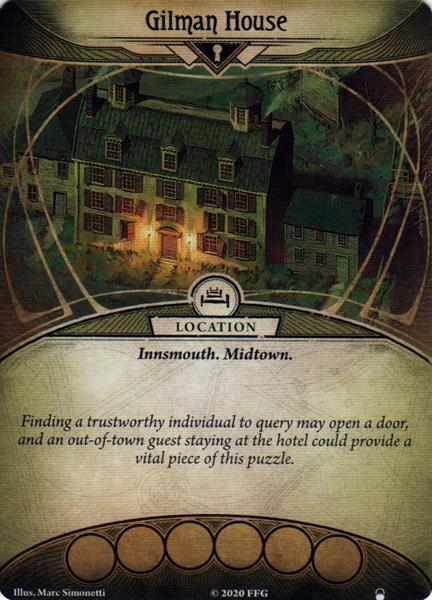 Gilman House
LOCATION
Innsmouth. Midtown.
Finding a trustworthy individual to query may open a door,
and an out-of-town guest staying at the hotel could provide a
vital piece of this puzzle.
Illus. Marc Simonetti
© 2020 FFG